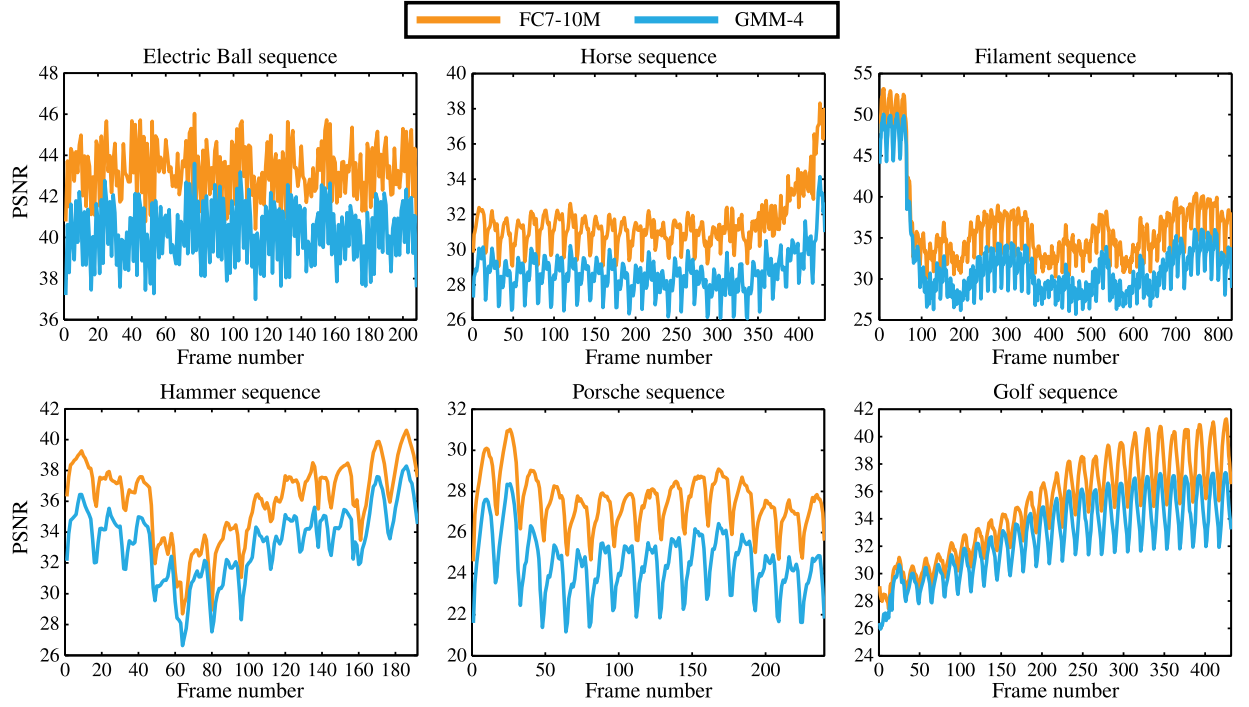 FC7-10M GMM-4
Electric Ball sequence
48
46
44
42
40
38
36
PSNR
0 20 40 60 80 100 120 140 160 180 200
Frame number
Horse sequence
40
38
36
34
32
30
28
26
0 50 100 150 200 250 300 350 400
Frame number
Filament sequence
55
50
45
40
35
30
25
100 200 300 400 500 600 700 800
Frame number
Hammer sequence
42
40
38
36
34
32
30
28
26
PSNR
0 20 40 60 80 100 120 140 160 180
Frame number
Porsche sequence
32
30
28
26
24
22
20
0 50 100 150 200
Frame number
Golf sequence
42
40
38
36
34
32
30
28
26
24
0 50 100 150 200 250 300 350 400
Frame number